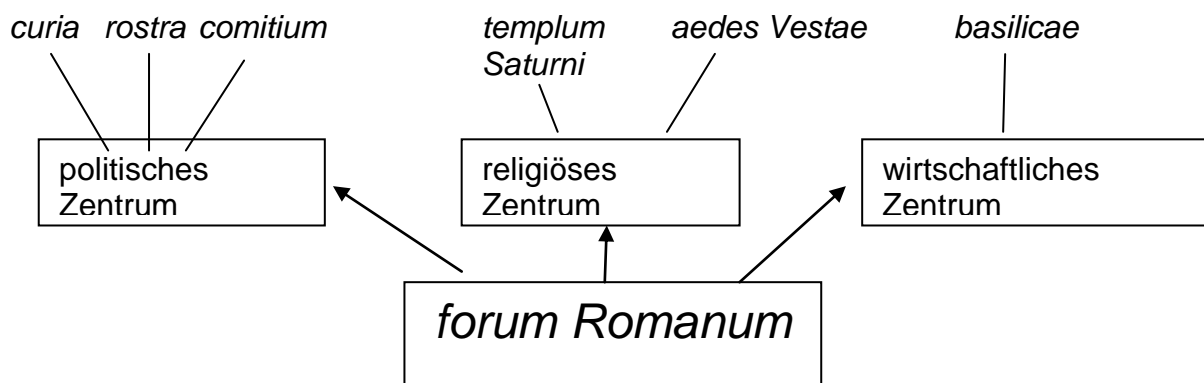 curia rostra comitium
templum
Saturni
aedes Vestae
basilicae
politisches
Zentrum
religiöses
Zentrum
wirtschaftliches
Zentrum
forum Romanum